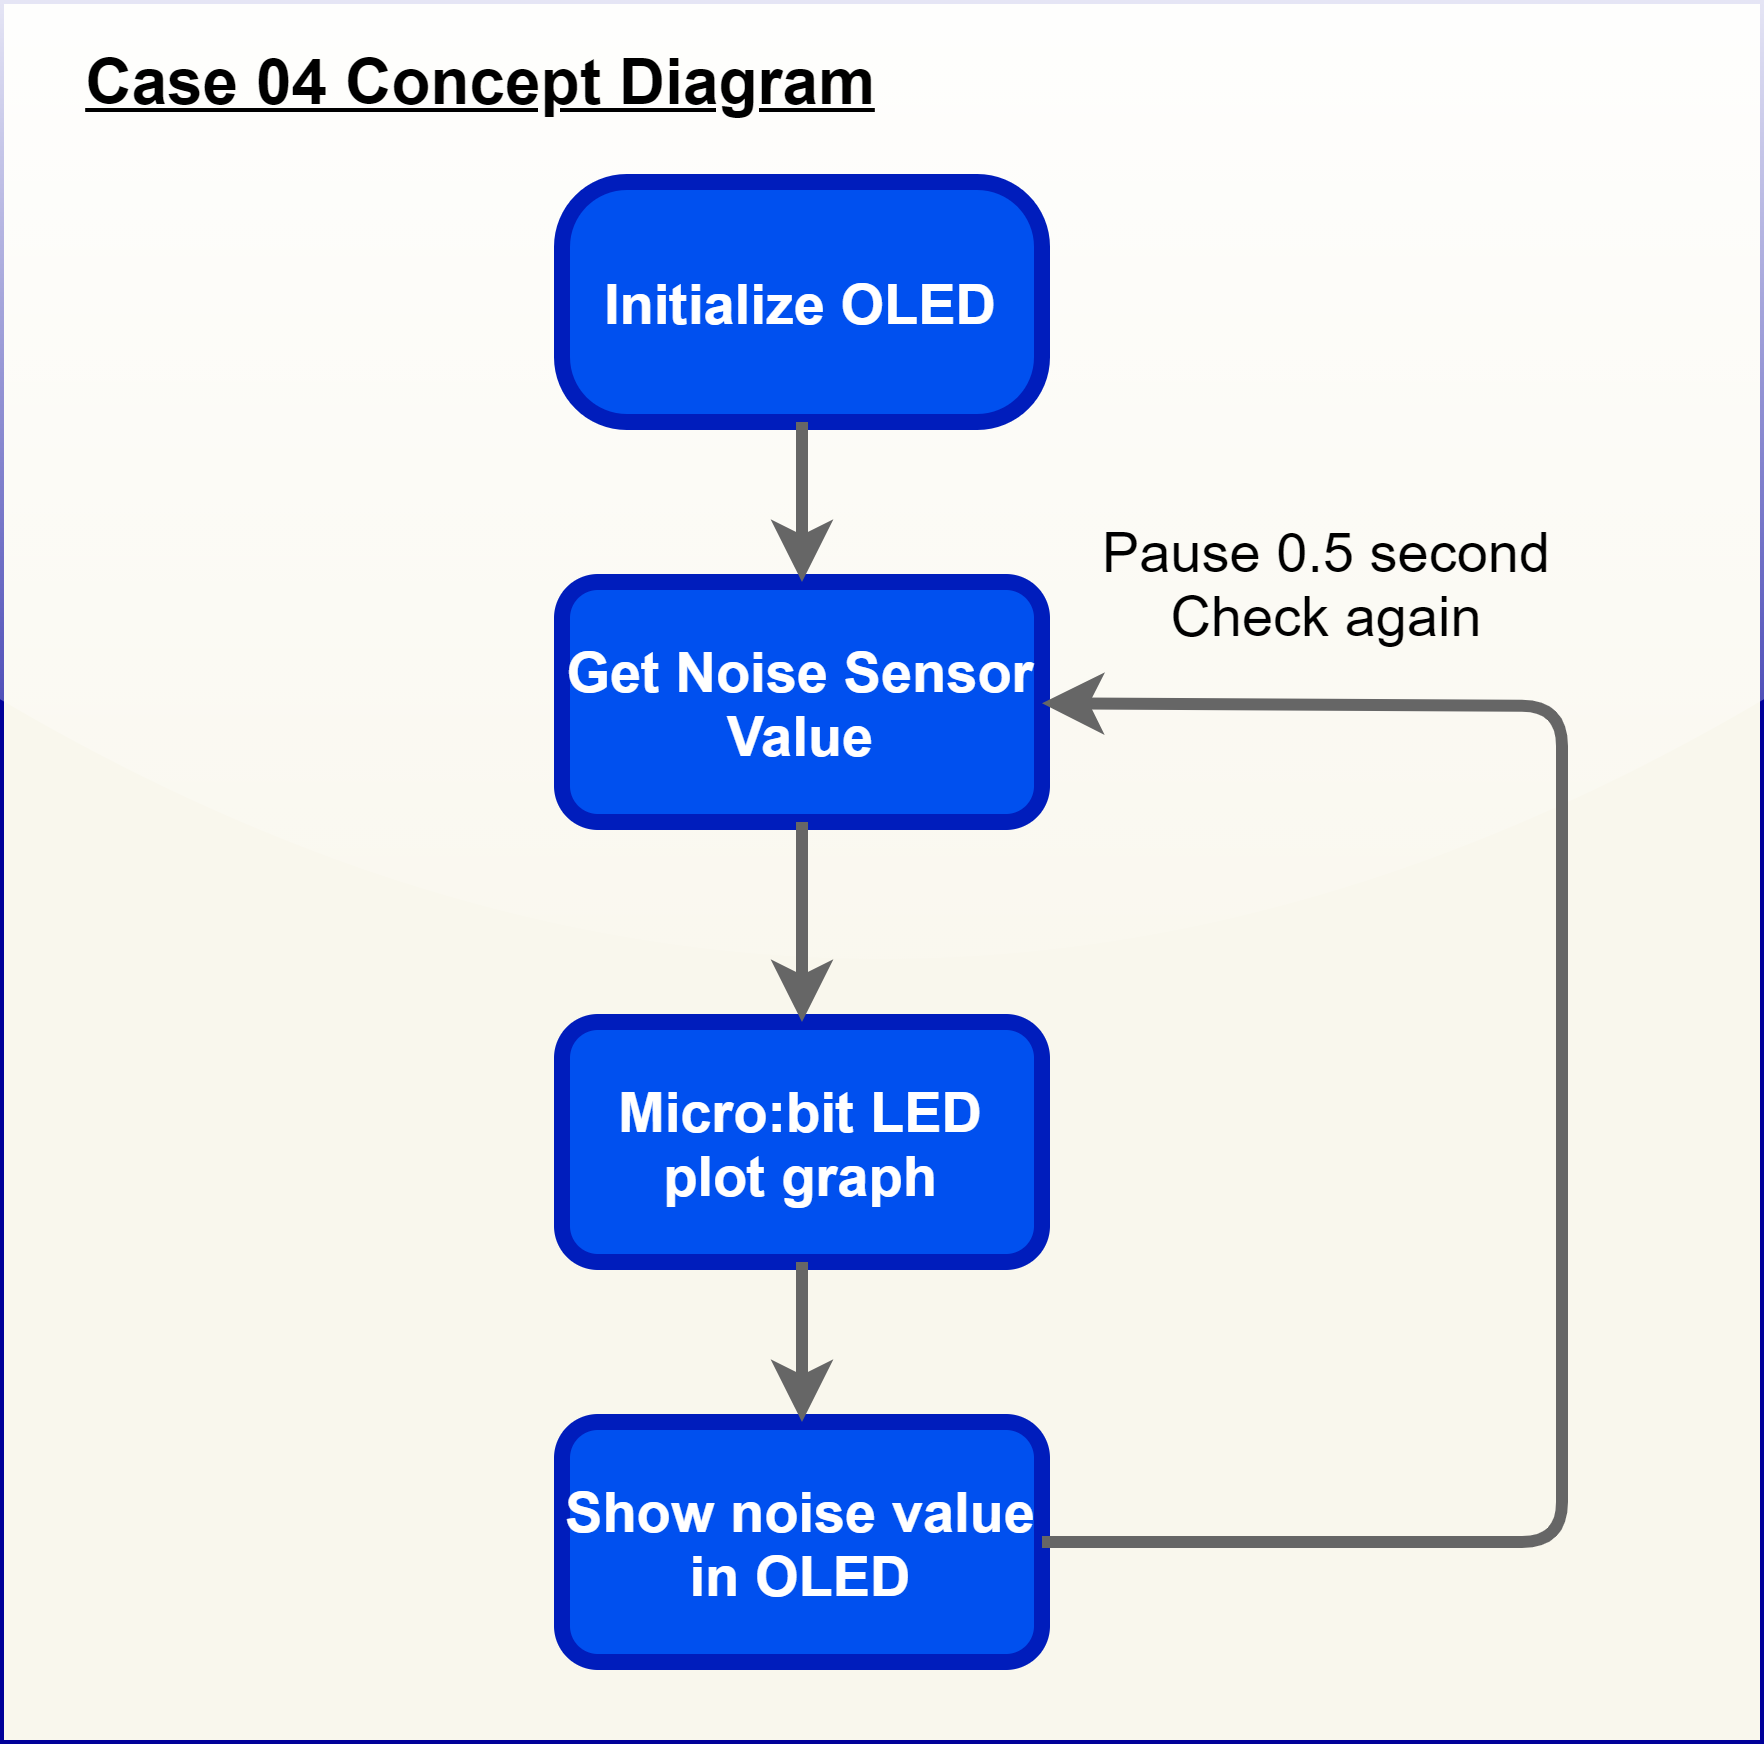 Case 04 Concept Diagram
Initialize OLED
Pause 0.5 second
Check again
Get Noise Sensor
Value
Micro:bit LED
plot graph
Show noise value
in OLED